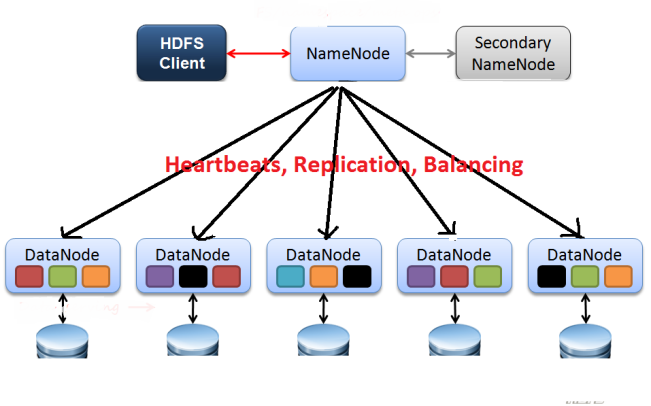 HDFS
Client
NameNode
Secondary
NameNode
Heartbeats, Replication, Balancing
DataNode
DataNode
DataNode
DataNode
DataNode